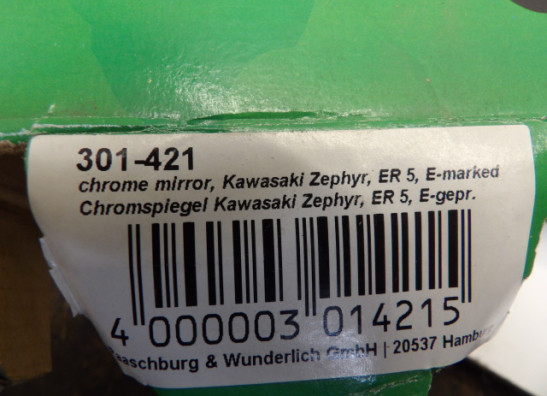 301-421
chrome mirror, Kawasaki Zephyr, ER 5, E-marked
Chromspiegel Kawasaki Zephyr, ER 5, E-gepr.
4 000003 014215
& Wunderlich GmbH | 20537